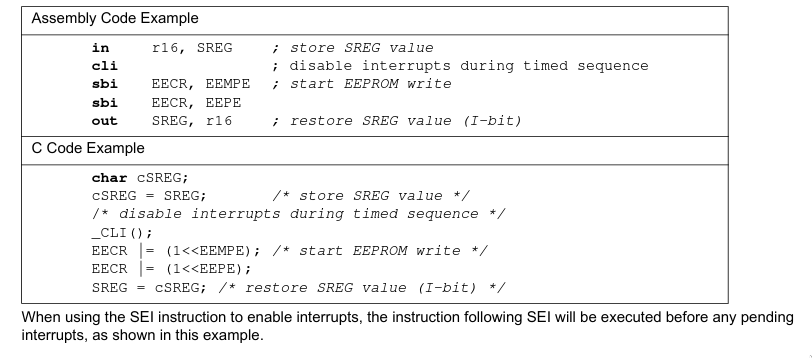 Assembly Code Example
in r16, SREG ; store SREG value
cli ; disable interrupts during timed sequence
sbi EECR, EEMPE ; start EEPROM write
sbi EECR, EEPE
out SREG, r16 ; restore SREG value (I-bit)
C Code Example
char cSREG;
cSREG = SREG; /* store SREG value */
/* disable interrupts during timed sequence */
_CLI();
EECR |= (1<<EEMPE); /* start EEPROM write */
EECR |= (1<<EEPE);
SREG = cSREG; /* restore SREG value (I-bit) */
When using the SEI instruction to enable interrupts, the instruction following SEI will be executed before any pending
interrupts, as shown in this example.